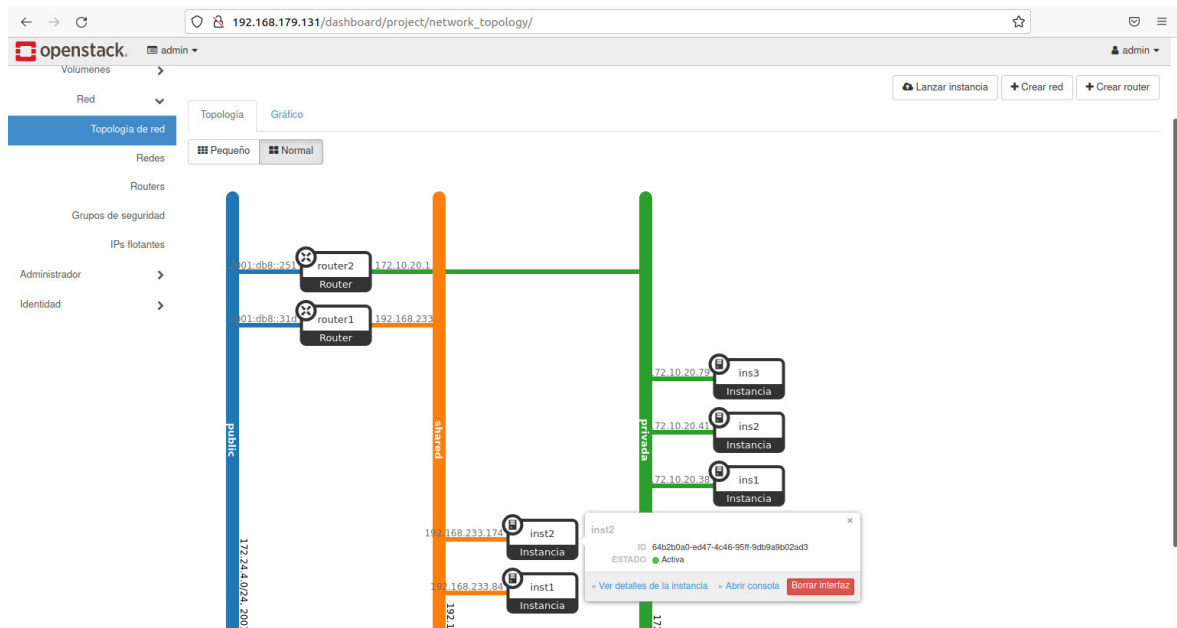 192.168.179.131/dashboard/project/network_topology/
openstack. admin
admin
Volúmenes
Red
Topología de red
Redes
Routers
Grupos de seguridad
IPs flotantes
Administrador
Identidad
Lanzar instancia
+ Crear red
+ Crear router
Topología Gráfico
Pequeño Normal
001:db8::251 router2 172.10.20.1
Router
001:db8::31d router1 192.168.233
Router
72.10.20.79 ins3
Instancia
72.10.20.41 ins2
Instancia
72.10.20.38 ins1
Instancia
public
shared
privada
192.168.233.174 inst2
Instancia
192.168.233.84 inst1
Instancia
inst2 ×
ID 64b2b0a0-ed47-4c46-95ff-9db9a9b02ad3
ESTADO Activa
» Ver detalles de la instancia » Abrir consola Borrar interfaz
172.24.4.0/24, 200
192.1
17